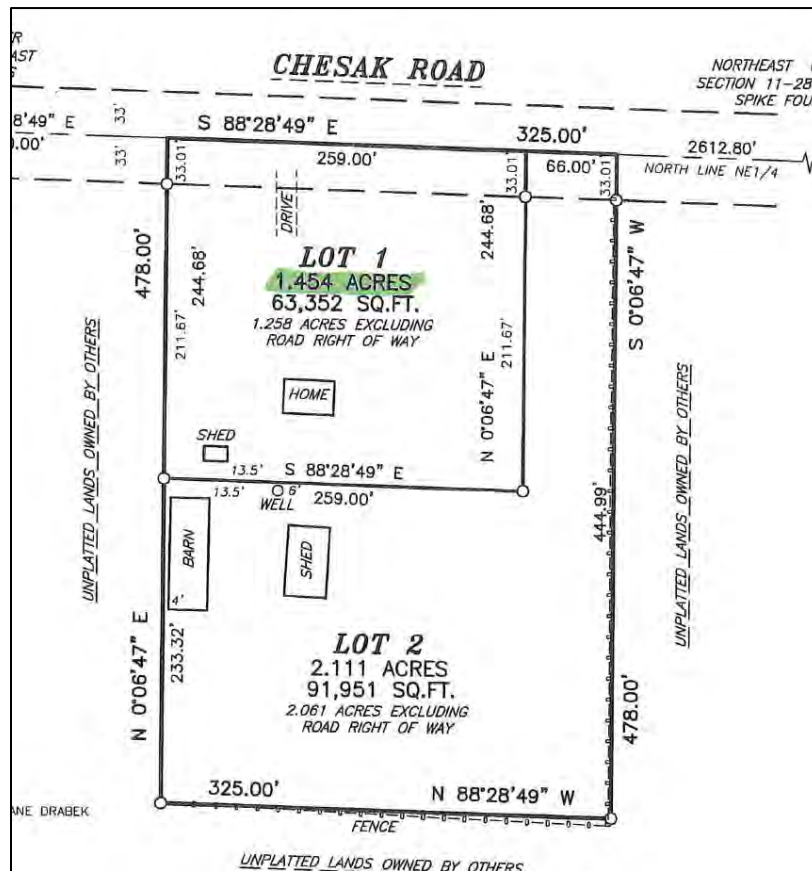 ER
AST
CHESAK ROAD
NORTHEAST
SECTION 11-28
SPIKE FOU
8'49" E
0.00'
33'
33'
S 88°28'49" E
325.00'
2612.80'
NORTH LINE NE1/4
259.00'
66.00'
33.01'
33.01'
33.01'
DRIVE
478.00'
244.68'
211.67'
LOT 1
1.454 ACRES
63,352 SQ.FT.
1.258 ACRES EXCLUDING
ROAD RIGHT OF WAY
244.68'
211.67'
N 0°06'47" E
S 0°06'47" W
UNPLATTED LANDS OWNED BY OTHERS
HOME
SHED
13.5'
S 88°28'49" E
13.5'
6'
259.00'
WELL
BARN
4'
SHED
444.99'
UNPLATTED LANDS OWNED BY OTHERS
N 0°06'47" E
233.32'
LOT 2
2.111 ACRES
91,951 SQ.FT.
2.061 ACRES EXCLUDING
ROAD RIGHT OF WAY
478.00'
325.00'
N 88°28'49" W
ANE DRABEK
FENCE
UNPLATTED LANDS OWNED BY OTHERS